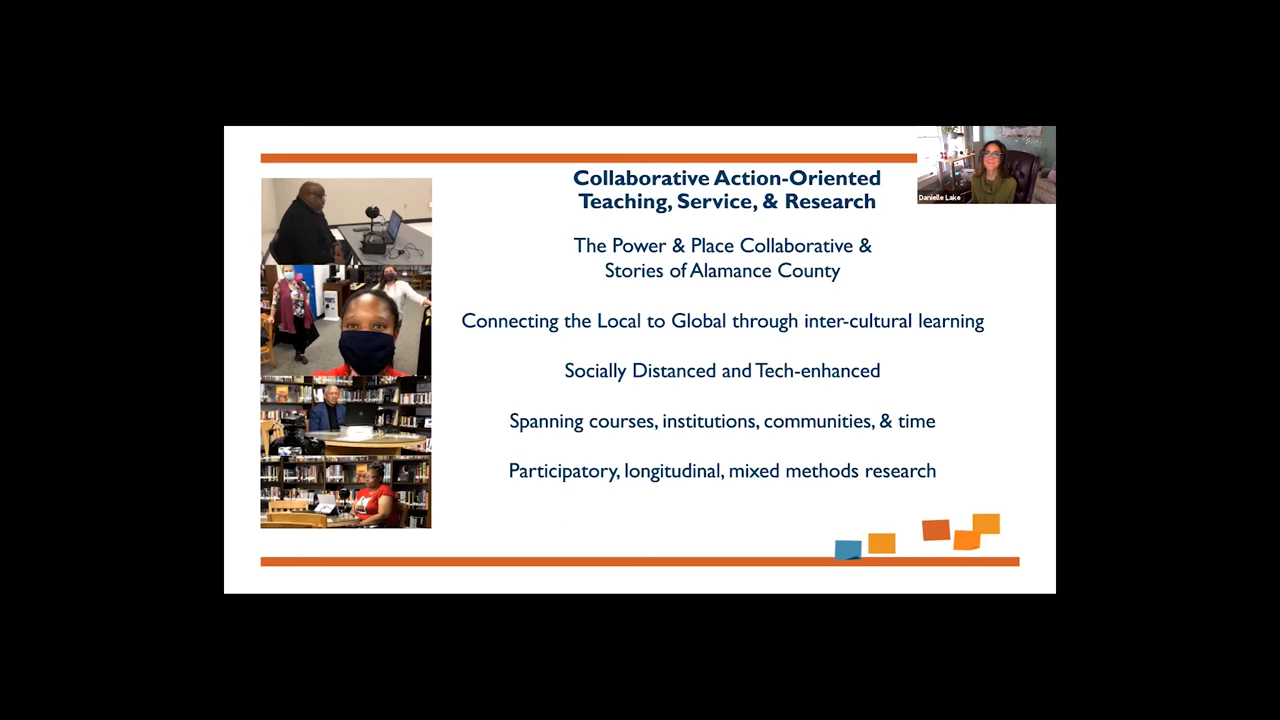 Collaborative Action-Oriented
Teaching, Service, & Research
Danielle Lake
The Power & Place Collaborative &
Stories of Alamance County
Connecting the Local to Global through inter-cultural learning
Socially Distanced and Tech-enhanced
Spanning courses, institutions, communities, & time
Participatory, longitudinal, mixed methods research